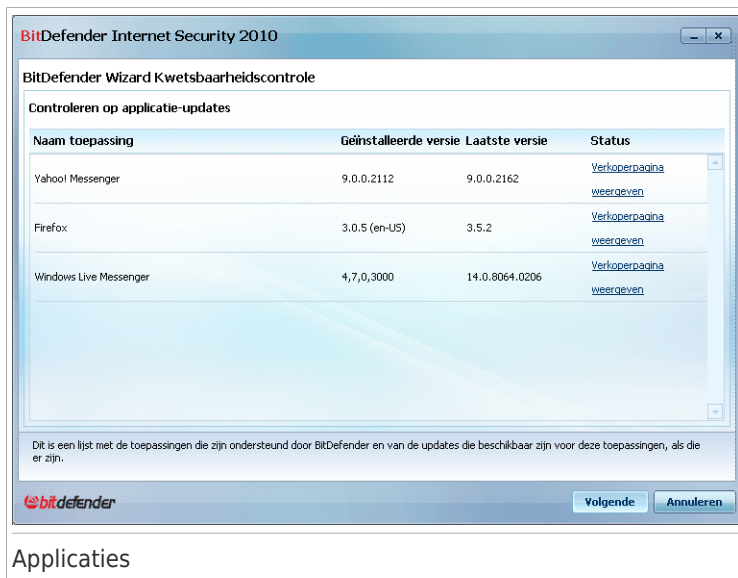 BitDefender Internet Security 2010
BitDefender Wizard Kwetsbaarheidscontrole
Controleren op applicatie-updates
Naam toepassing Geïnstalleerde versie Laatste versie Status
Yahoo! Messenger 9.0.0.2112 9.0.0.2162 Verkoperpagina
weergeven
Firefox 3.0.5 (en-US) 3.5.2 Verkoperpagina
weergeven
Windows Live Messenger 4,7,0,3000 14.0.8064.0206 Verkoperpagina
weergeven
Dit is een lijst met de toepassingen die zijn ondersteund door BitDefender en van de updates die beschikbaar zijn voor deze toepassingen, als die
er zijn.
bitdefender Volgende Annuleren
Applicaties